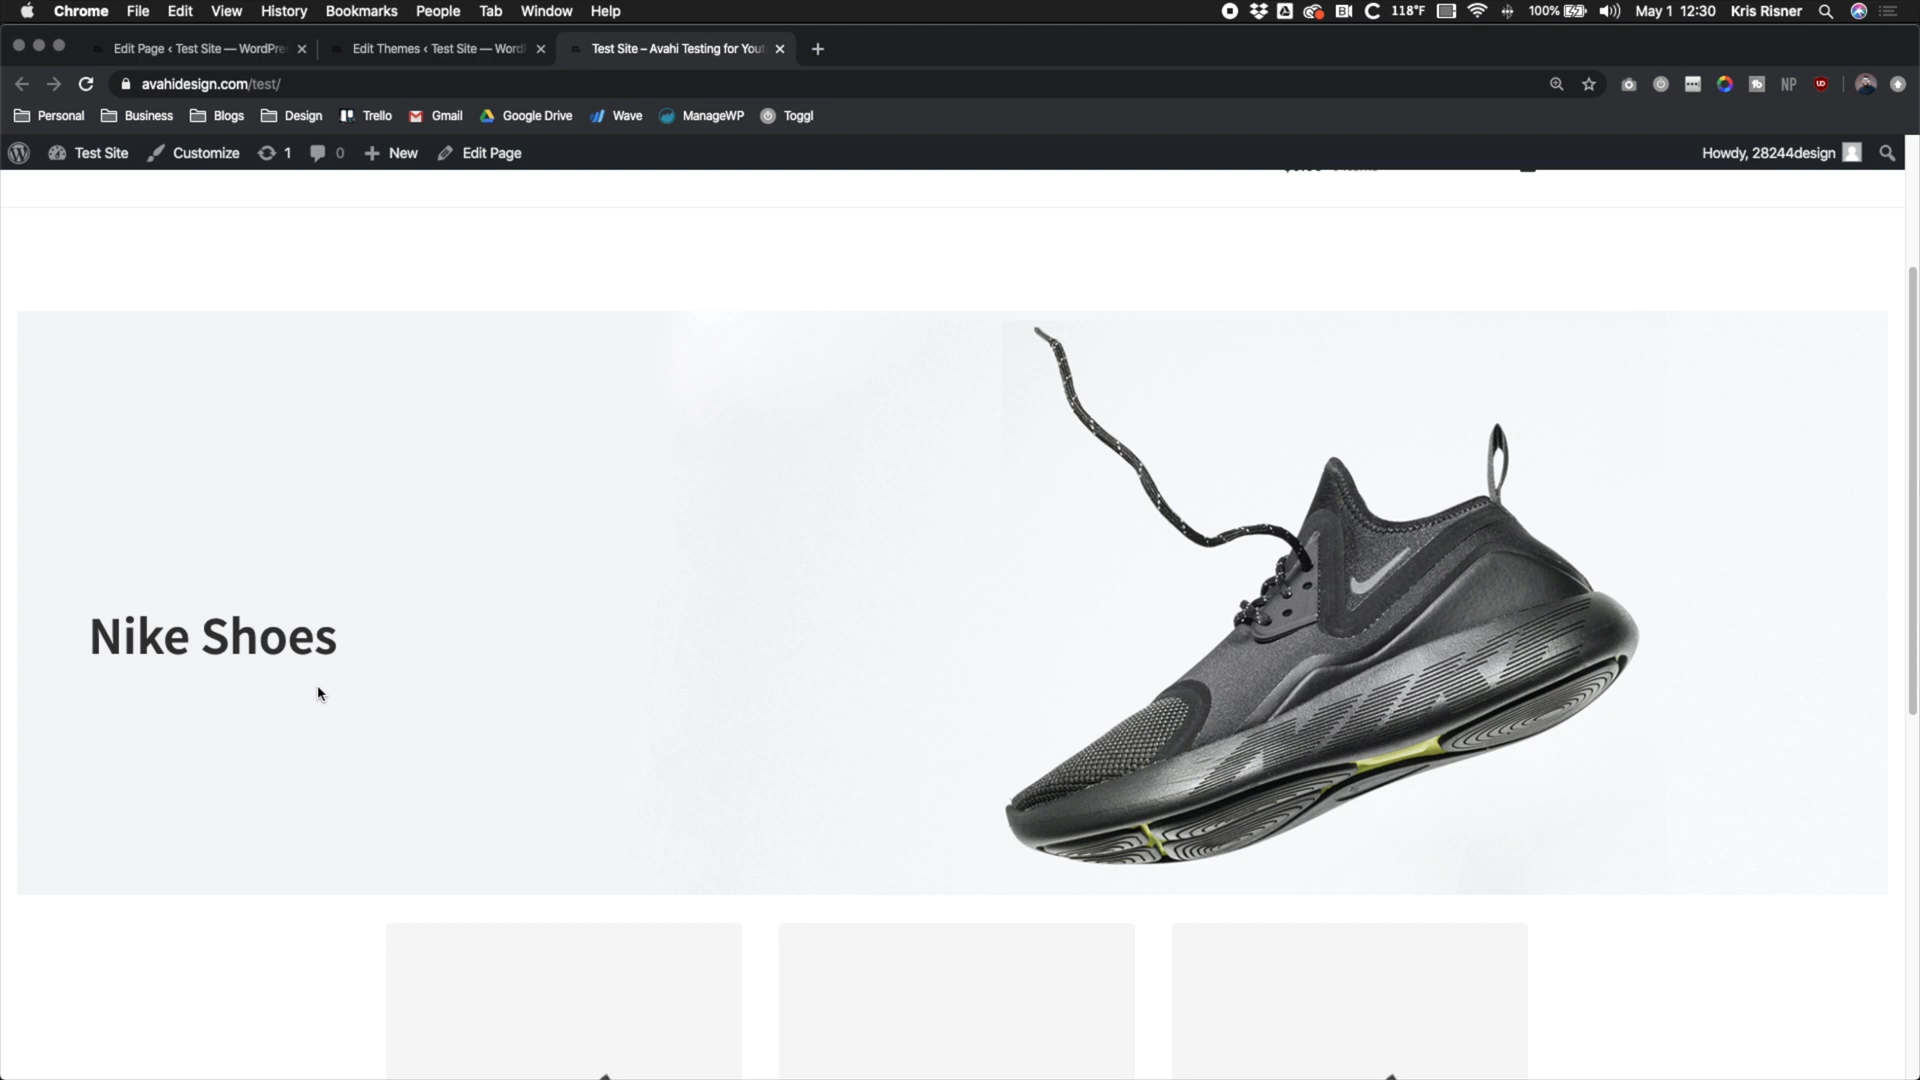 Chrome File Edit View History Bookmarks People Tab Window Help 118°F 100% May 1 12:30 Kris Risner
Edit Page ‹ Test Site — WordPre Edit Themes ‹ Test Site — Word Test Site – Avahi Testing for Yout
avahidesign.com/test/ NP
Personal Business Blogs Design Trello Gmail Google Drive Wave ManageWP Toggl
Test Site Customize 1 0 New Edit Page Howdy, 28244design
Nike Shoes